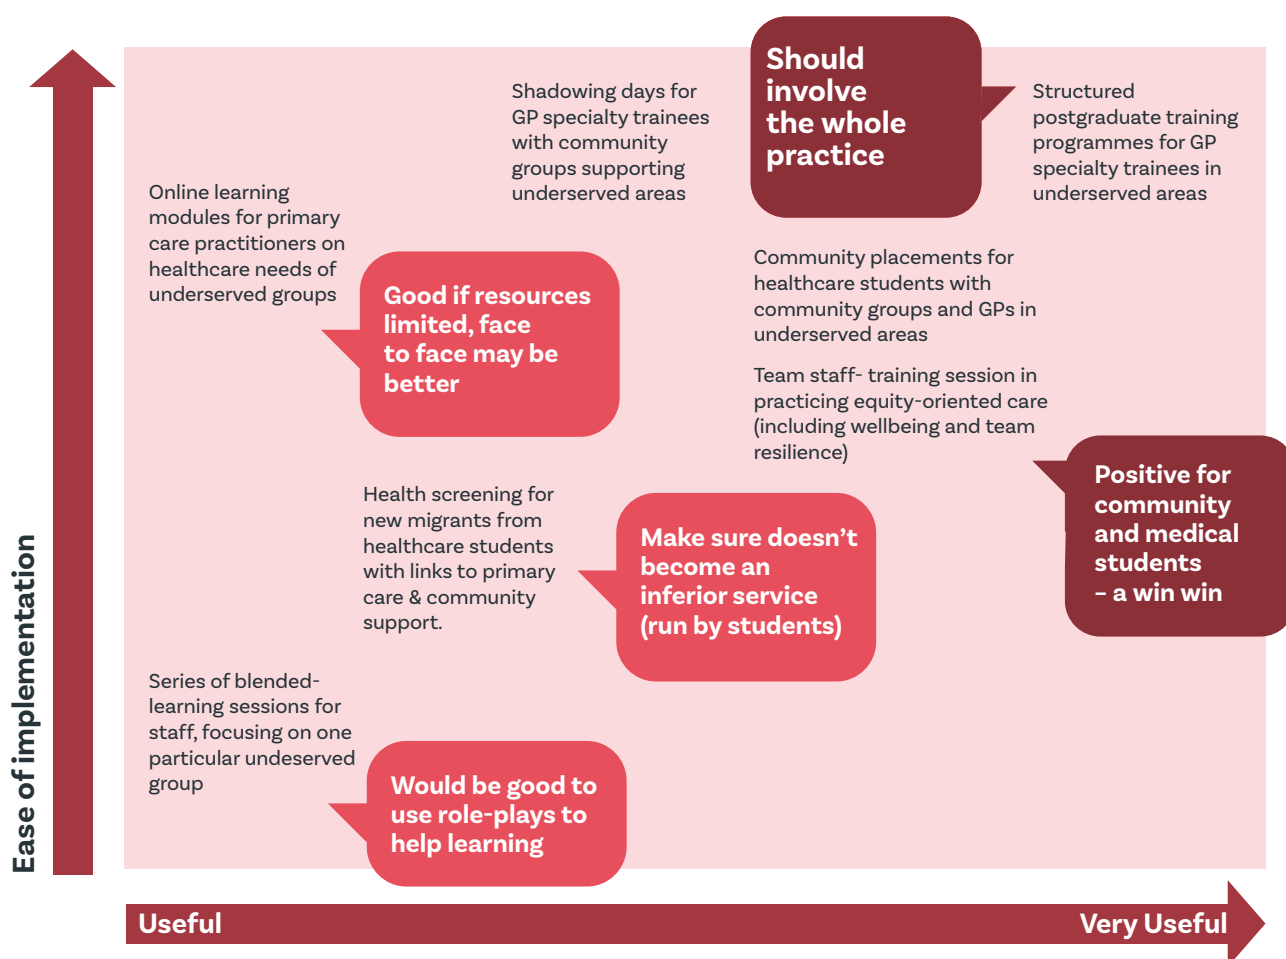 Should
involve
the whole
practice
Shadowing days for
GP specialty trainees
with community
groups supporting
underserved areas
Structured
postgraduate training
programmes for GP
specialty trainees in
underserved areas
Online learning
modules for primary
care practitioners on
healthcare needs of
underserved groups
Good if resources
limited, face
to face may be
better
Community placements for
healthcare students with
community groups and GPs in
underserved areas
Team staff- training session in
practicing equity-oriented care
(including wellbeing and team
resilience)
Positive for
community
and medical
students
– a win win
Health screening for
new migrants from
healthcare students
with links to primary
care & community
support.
Make sure doesn’t
become an
inferior service
(run by students)
Series of blended-
learning sessions for
staff, focusing on one
particular undeserved
group
Would be good to
use role-plays to
help learning
Ease of implementation
Useful
Very Useful